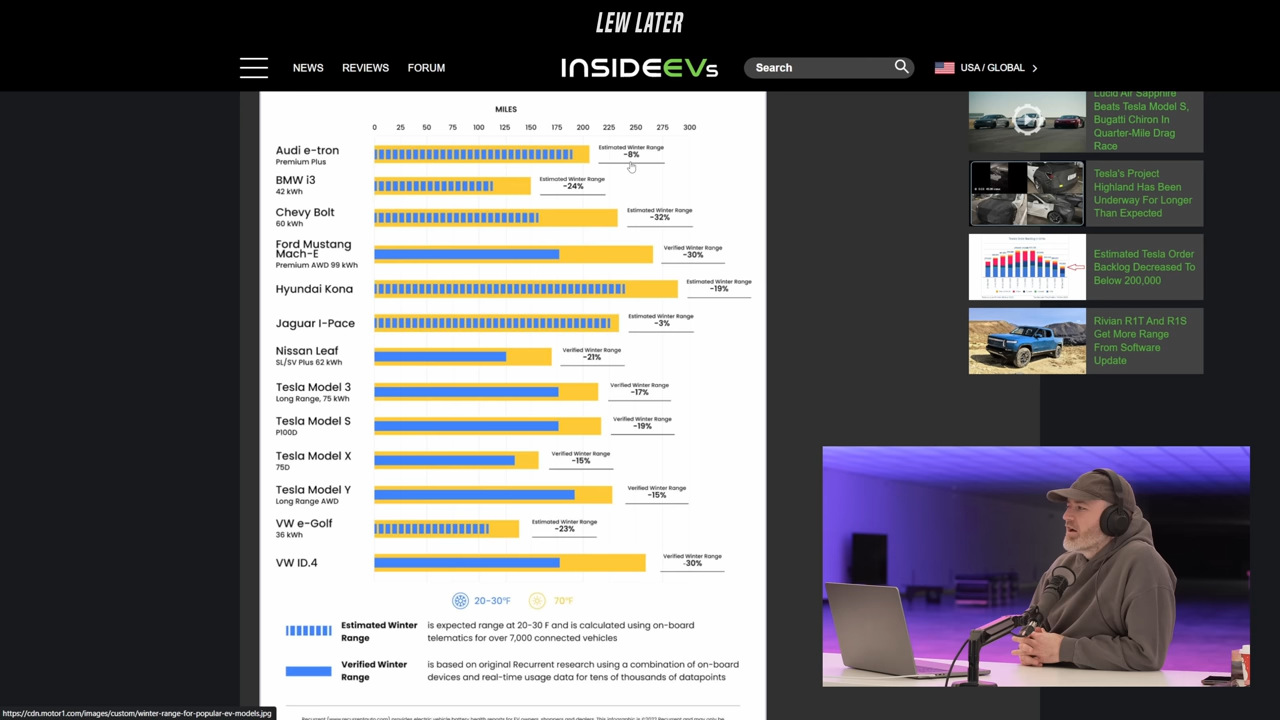 LEW LATER
NEWS
REVIEWS
FORUM
INSIDEEVs
Search
USA / GLOBAL
MILES
0 25 50 75 100 125 150 175 200 225 250 275 300
Audi e-tron
Premium Plus
Estimated Winter Range
-8%
BMW i3
42 kWh
Estimated Winter Range
-24%
Chevy Bolt
60 kWh
Estimated Winter Range
-32%
Ford Mustang
Mach-E
Premium AWD 99 kWh
Verified Winter Range
-30%
Hyundai Kona
Estimated Winter Range
-19%
Jaguar I-Pace
Estimated Winter Range
-3%
Nissan Leaf
SL/SV Plus 62 kWh
Verified Winter Range
-21%
Tesla Model 3
Long Range, 75 kWh
Verified Winter Range
-17%
Tesla Model S
P100D
Verified Winter Range
-19%
Tesla Model X
75D
Verified Winter Range
-15%
Tesla Model Y
Long Range AWD
Verified Winter Range
-15%
VW e-Golf
36 kWh
Estimated Winter Range
-23%
VW ID.4
Verified Winter Range
-30%
20-30°F
70°F
Estimated Winter
Range
is expected range at 20-30 F and is calculated using on-board
telematics for over 7,000 connected vehicles
Verified Winter
Range
is based on original Recurrent research using a combination of on-board
devices and real-time usage data for tens of thousands of datapoints
Lucid Air Sapphire
Beats Tesla Model S,
Bugatti Chiron In
Quarter-Mile Drag
Race
Tesla's Project
Highland Has Been
Underway For Longer
Than Expected
Estimated Tesla Order
Backlog Decreased To
Below 200,000
Rivian R1T And R1S
Get More Range
From Software
Update
https://cdn.motor1.com/images/custom/winter-range-for-popular-ev-models.jpg